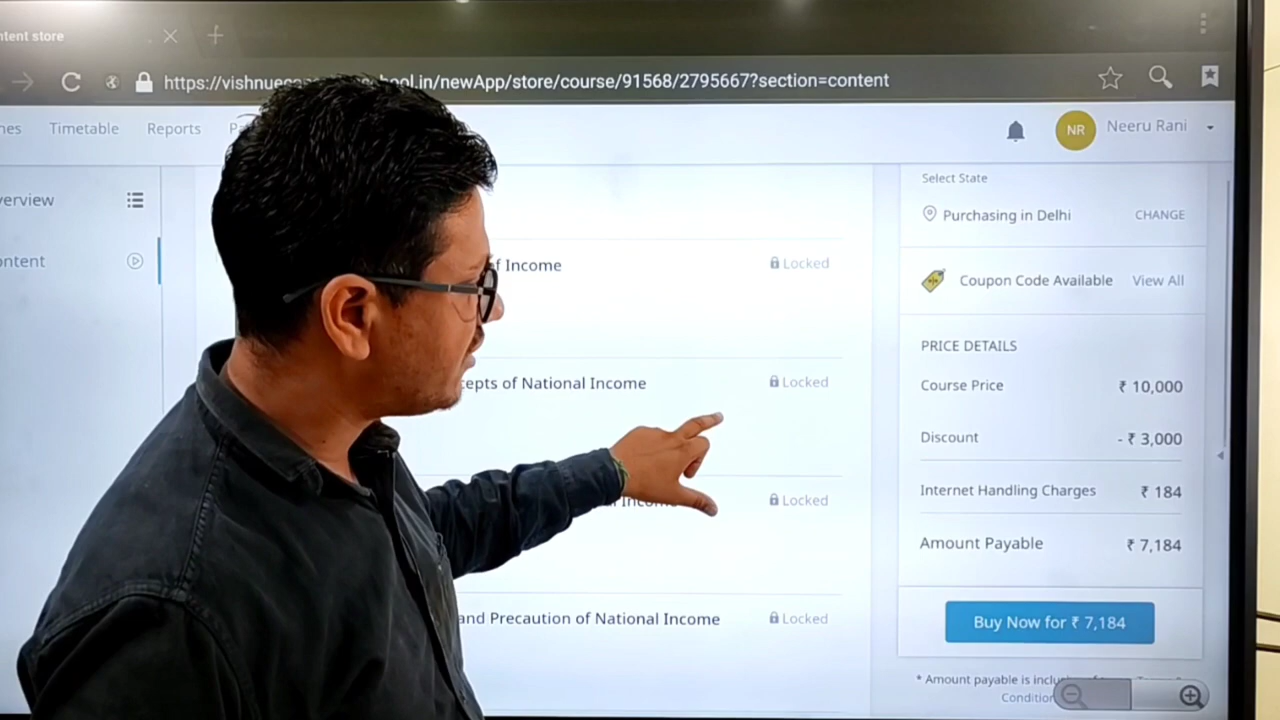 ntent store
https://vishnuec
ool.in/newApp/store/course/91568/2795667?section=content
nes Timetable Reports
NR Neeru Rani
verview
ontent
f Income Locked
cepts of National Income Locked
Locked
and Precaution of National Income Locked
Select State
Purchasing in Delhi CHANGE
Coupon Code Available View All
PRICE DETAILS
Course Price ₹ 10,000
Discount - ₹ 3,000
Internet Handling Charges ₹ 184
Amount Payable ₹ 7,184
Buy Now for ₹ 7,184
* Amount payable is
Condition